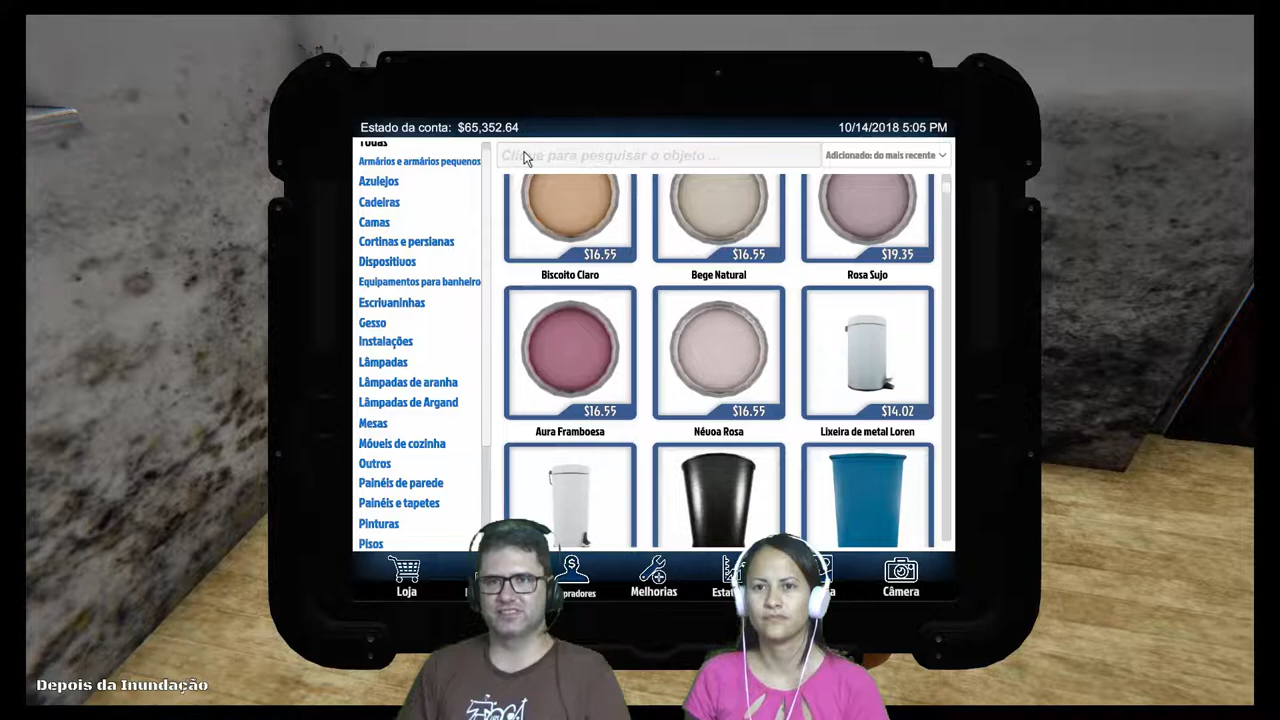 Estado da conta: $65,352.64
10/14/2018 5:05 PM
Todas
Armários e armários pequenos
Azulejos
Cadeiras
Camas
Cortinas e persianas
Dispositivos
Equipamentos para banheiro
Escrivaninhas
Gesso
Instalações
Lâmpadas
Lâmpadas de aranha
Lâmpadas de Argand
Mesas
Móveis de cozinha
Outros
Painéis de parede
Painéis e tapetes
Pinturas
Pisos
Clique para pesquisar o objeto ...
Adicionado: do mais recente
$16.55
$16.55
$19.35
Biscoito Claro
Bege Natural
Rosa Sujo
$16.55
$16.55
$14.02
Aura Framboesa
Névoa Rosa
Lixeira de metal Loren
Loja
Melhorias
Câmera
Depois da Inundação